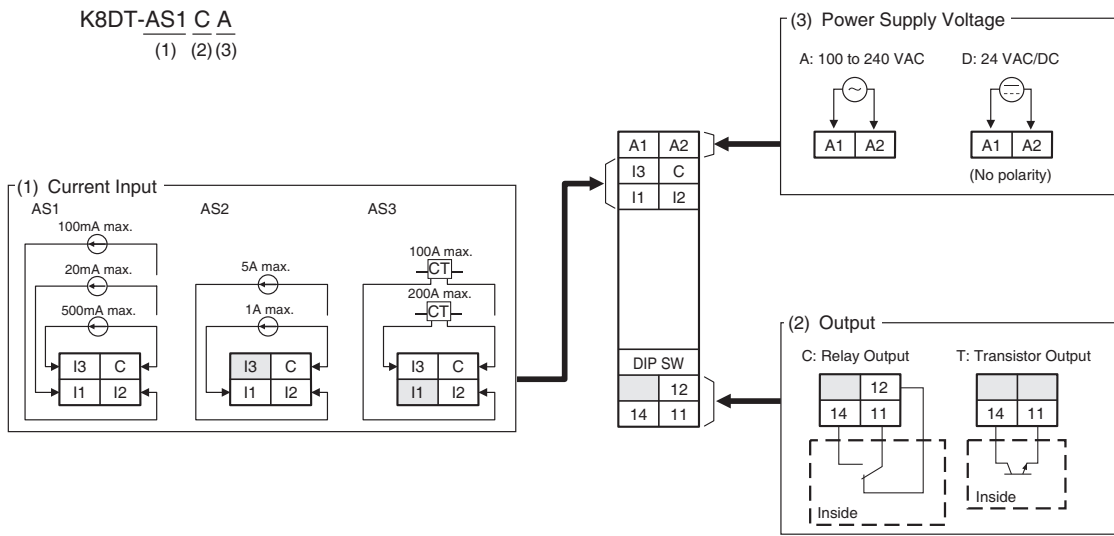 K8DT-AS1 C A
(1) (2) (3)
(3) Power Supply Voltage
A: 100 to 240 VAC
D: 24 VAC/DC
A1 A2
A1 A2
(No polarity)
A1 A2
I3 C
I1 I2
DIP SW
12
14 11
(1) Current Input
AS1
100mA max.
20mA max.
500mA max.
I3 C
I1 I2
AS2
5A max.
1A max.
I3 C
I1 I2
AS3
100A max.
CT
200A max.
CT
I3 C
I1 I2
(2) Output
C: Relay Output
12
14 11
Inside
T: Transistor Output
14 11
Inside